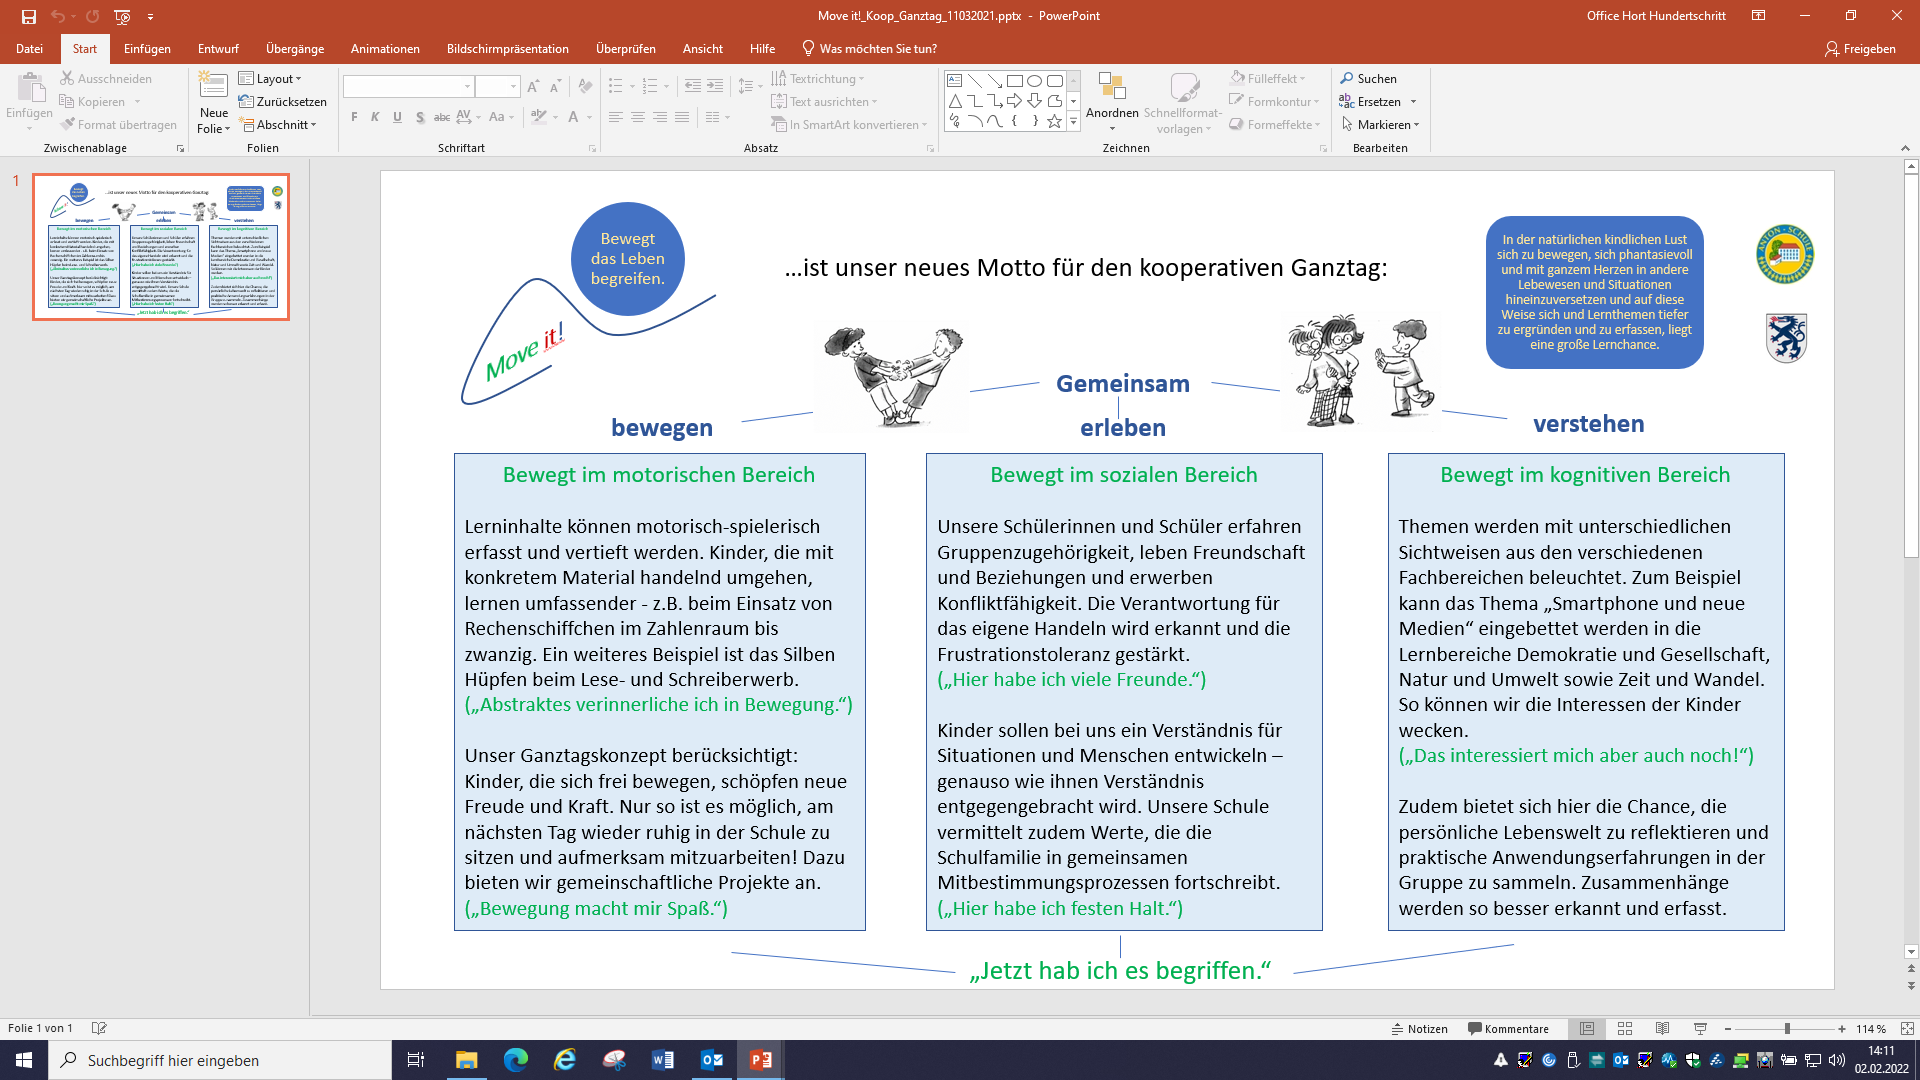 Move it!_Koop_Ganztag_11032021.pptx - PowerPoint
Office Hort Hundertschritt
Datei Start Einfügen Entwurf Übergänge Animationen Bildschirmpräsentation Überprüfen Ansicht Hilfe Was möchten Sie tun? Freigeben
Einfügen
Ausschneiden
Kopieren
Format übertragen
Zwischenablage
Neue
Folie
Layout
Zurücksetzen
Abschnitt
Folien
F K U S abc AV Aa A
Schriftart
Textrichtung
Text ausrichten
In SmartArt konvertieren
Absatz
Anordnen
Schnellformat-
vorlagen
Fülleffekt
Formkontur
Formeffekte
Zeichnen
Suchen
Ersetzen
Markieren
Bearbeiten
1
Bewegt
das Leben
begreifen.
Move it!
...ist unser neues Motto für den kooperativen Ganztag:
In der natürlichen kindlichen Lust
sich zu bewegen, sich phantasievoll
und mit ganzem Herzen in andere
Lebewesen und Situationen
hineinzuversetzen und auf diese
Weise sich und Lernthemen tiefer
zu ergründen und zu erfassen, liegt
eine große Lernchance.
ANTON - SCHULE
Gemeinsam
bewegen
erleben
verstehen
Bewegt im motorischen Bereich
Lerninhalte können motorisch-spielerisch
erfasst und vertieft werden. Kinder, die mit
konkretem Material handelnd umgehen,
lernen umfassender - z.B. beim Einsatz von
Rechenschiffchen im Zahlenraum bis
zwanzig. Ein weiteres Beispiel ist das Silben
Hüpfen beim Lese- und Schreiberwerb.
(„Abstraktes verinnerliche ich in Bewegung.“)
Unser Ganztagskonzept berücksichtigt:
Kinder, die sich frei bewegen, schöpfen neue
Freude und Kraft. Nur so ist es möglich, am
nächsten Tag wieder ruhig in der Schule zu
sitzen und aufmerksam mitzuarbeiten! Dazu
bieten wir gemeinschaftliche Projekte an.
(„Bewegung macht mir Spaß.“)
Bewegt im sozialen Bereich
Unsere Schülerinnen und Schüler erfahren
Gruppenzugehörigkeit, leben Freundschaft
und Beziehungen und erwerben
Konfliktfähigkeit. Die Verantwortung für
das eigene Handeln wird erkannt und die
Frustrationstoleranz gestärkt.
(„Hier habe ich viele Freunde.“)
Kinder sollen bei uns ein Verständnis für
Situationen und Menschen entwickeln –
genauso wie ihnen Verständnis
entgegengebracht wird. Unsere Schule
vermittelt zudem Werte, die die
Schulfamilie in gemeinsamen
Mitbestimmungsprozessen fortschreibt.
(„Hier habe ich festen Halt.“)
Bewegt im kognitiven Bereich
Themen werden mit unterschiedlichen
Sichtweisen aus den verschiedenen
Fachbereichen beleuchtet. Zum Beispiel
kann das Thema „Smartphone und neue
Medien“ eingebettet werden in die
Lernbereiche Demokratie und Gesellschaft,
Natur und Umwelt sowie Zeit und Wandel.
So können wir die Interessen der Kinder
wecken.
(„Das interessiert mich aber auch noch!“)
Zudem bietet sich hier die Chance, die
persönliche Lebenswelt zu reflektieren und
praktische Anwendungserfahrungen in der
Gruppe zu sammeln. Zusammenhänge
werden so besser erkannt und erfasst.
„Jetzt hab ich es begriffen.“
Folie 1 von 1
Notizen Kommentare 114 %
Suchbegriff hier eingeben
14:11
02.02.2022